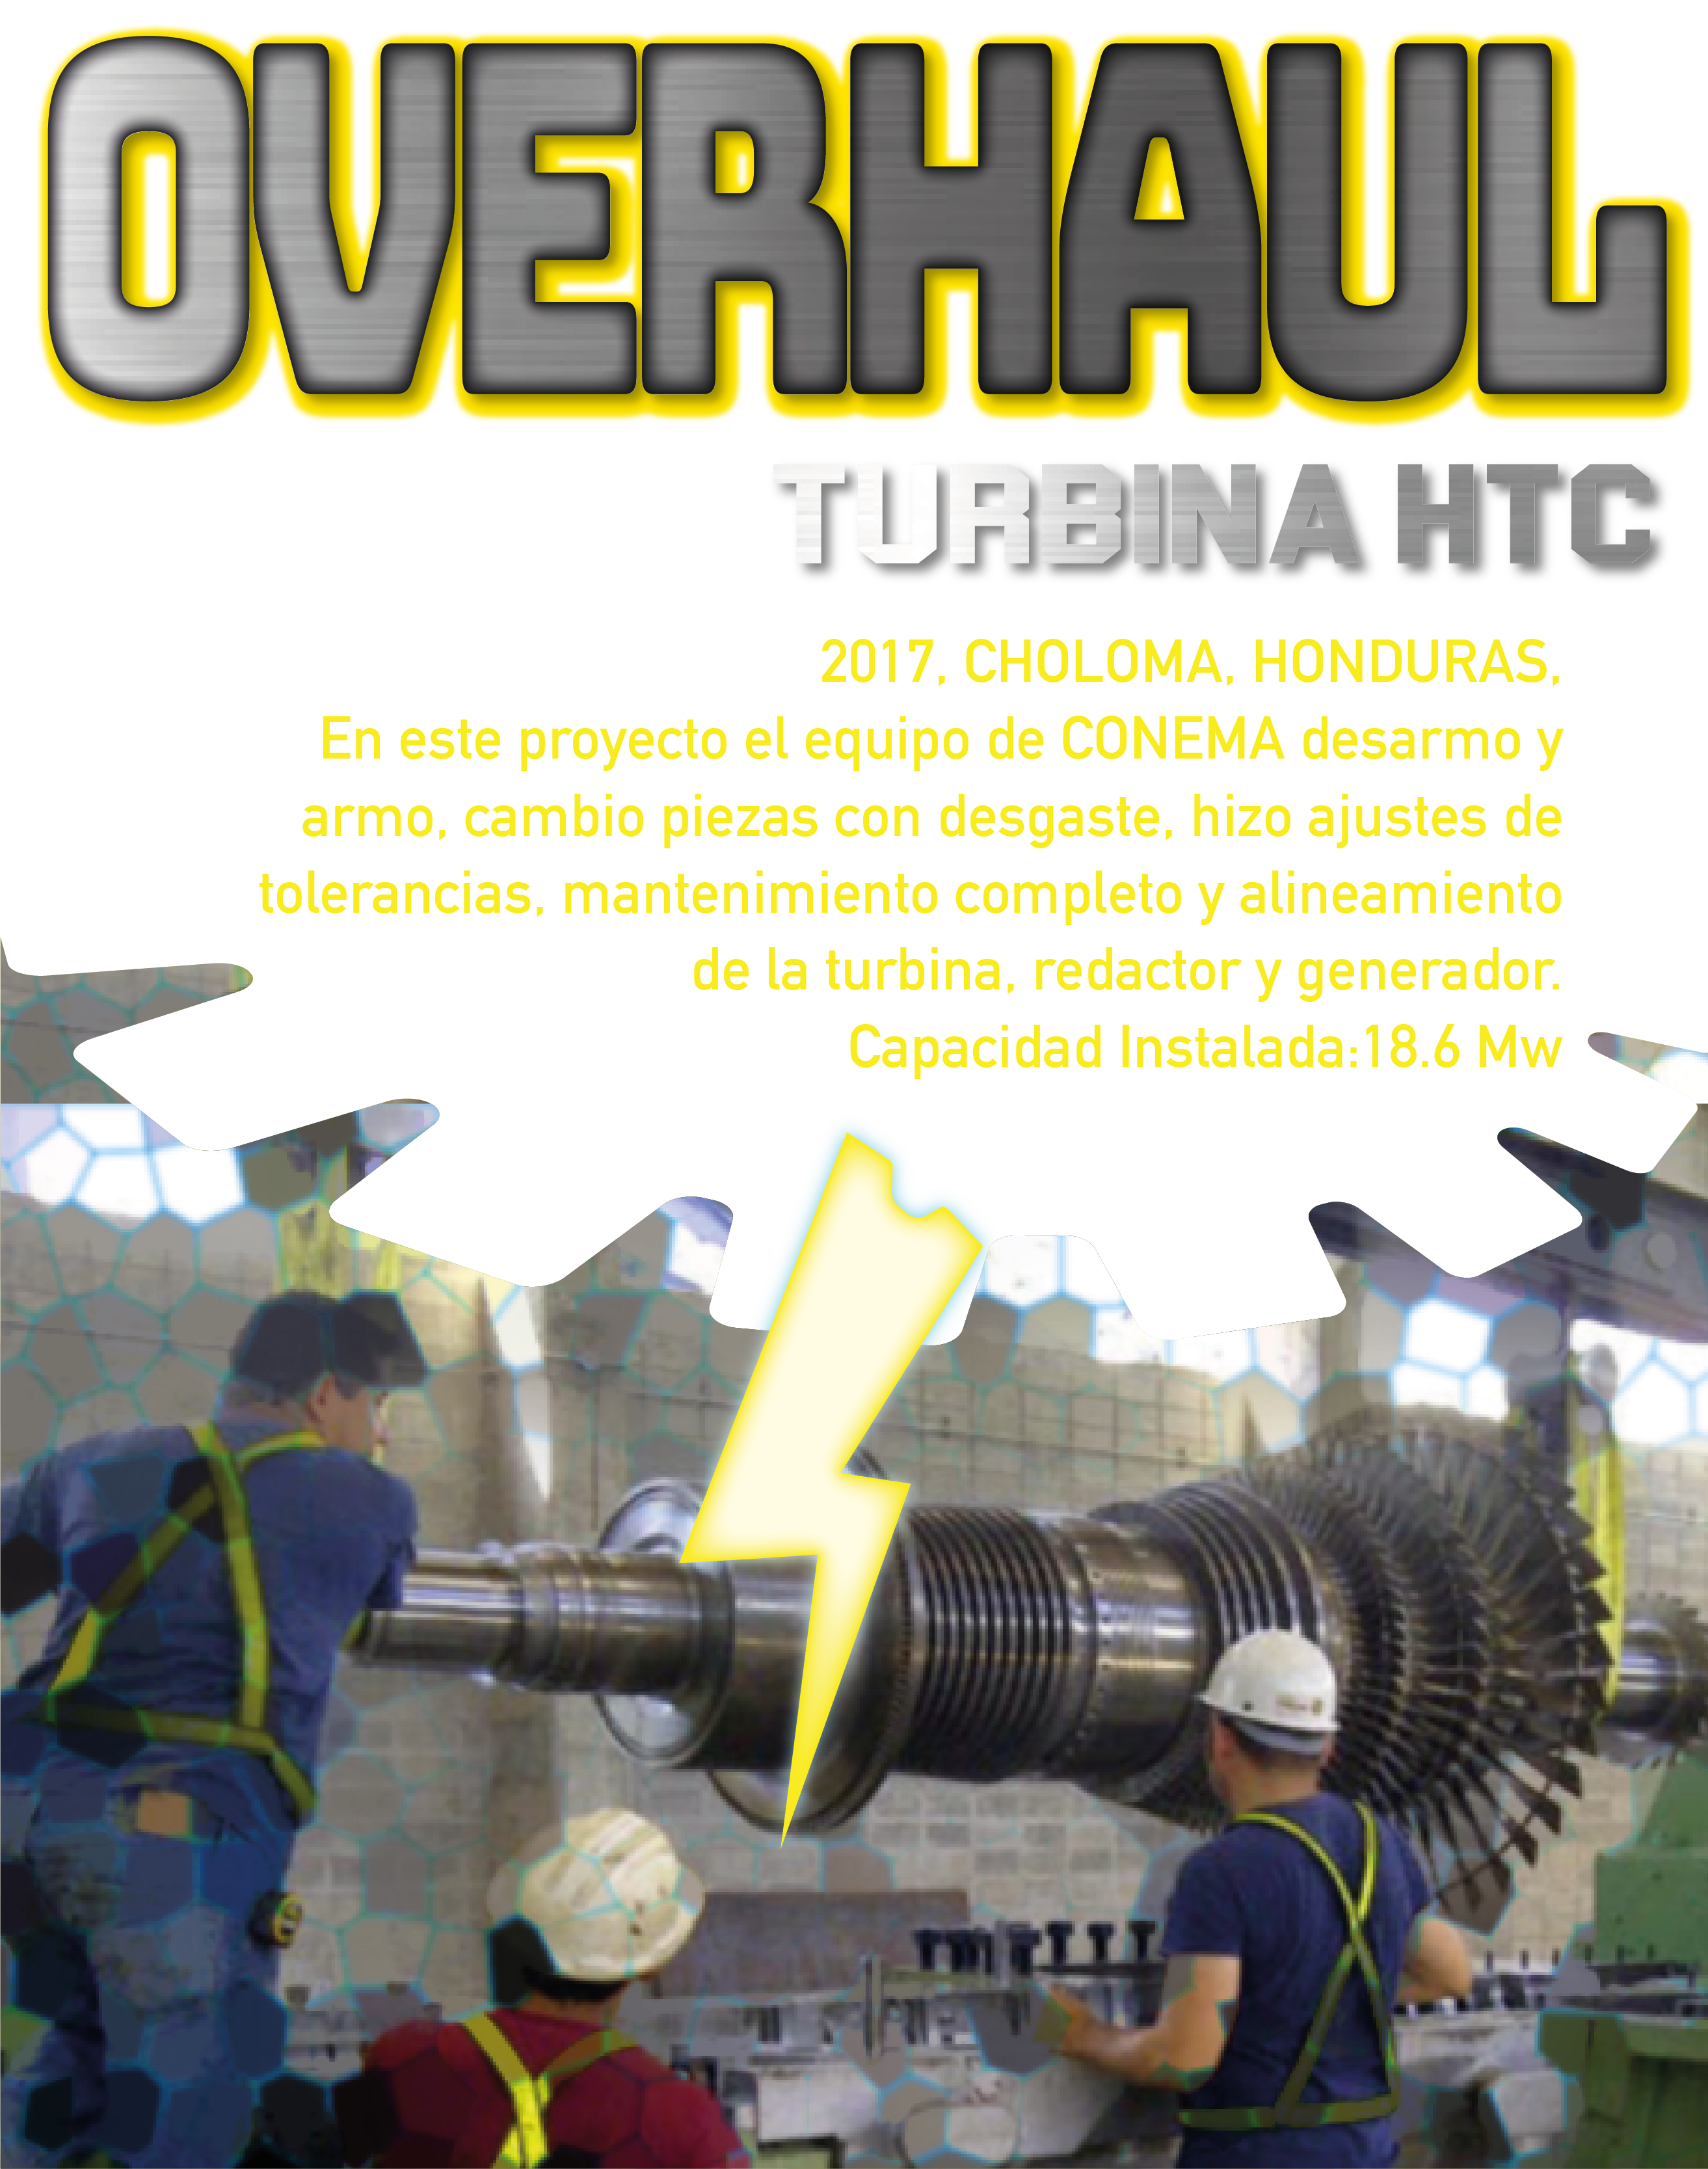 OVERHAUL
TURBINA HTC
2017, CHOLOMA, HONDURAS,
En este proyecto el equipo de CONEMA desarmo y
armo, cambio piezas con desgaste, hizo ajustes de
tolerancias, mantenimiento completo y alineamiento
de la turbina, redactor y generador.
Capacidad Instalada:18.6 Mw